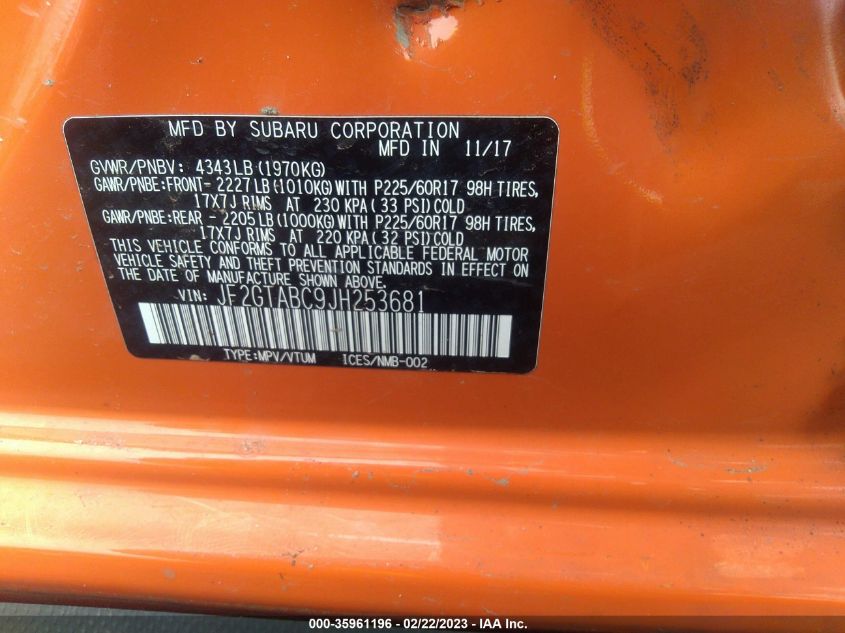 MFD BY SUBARU CORPORATION
MFD IN 11/17
GVWR/PNBV: 4343LB(1970KG)
GAWR/PNBE:FRONT-2227LB(1010KG)WITH P225/60R17 98H TIRES,
17X7J RIMS AT 230 KPA(33 PSI)COLD
GAWR/PNBE:REAR -2205LB(1000KG)WITH P225/60R17 98H TIRES,
17X7J RIMS AT 220 KPA(32 PSI)COLD
THIS VEHICLE CONFORMS TO ALL APPLICABLE FEDERAL MOTOR
VEHICLE SAFETY AND THEFT PREVENTION STANDARDS IN EFFECT ON
THE DATE OF MANUFACTURE SHOWN ABOVE.
VIN: JF2GTABC9JH253681
TYPE:MPV/VTUM ICES/NMB-002
000-35961196 - 02/22/2023 - IAA Inc.